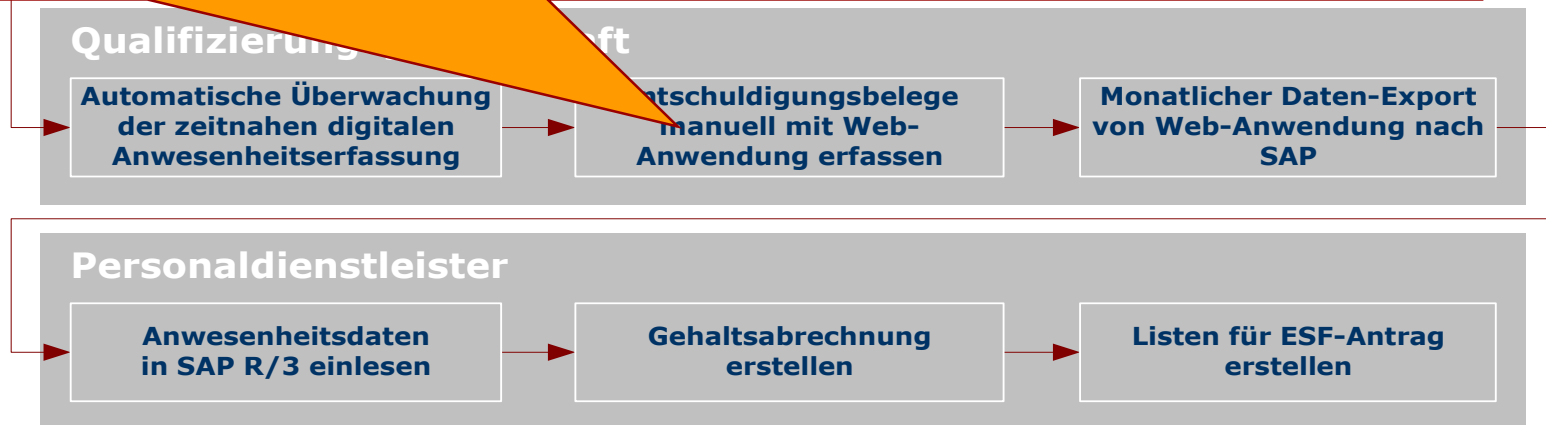 Qualifizierung
Automatische Überwachung
der zeitnahen digitalen
Anwesenheitserfassung
manuell mit Web-
Anwendung erfassen
Monatlicher Daten-Export
von Web-Anwendung nach
SAP
Personaldienstleister
Anwesenheitsdaten
in SAP R/3 einlesen
Gehaltsabrechnung
erstellen
Listen für ESF-Antrag
erstellen